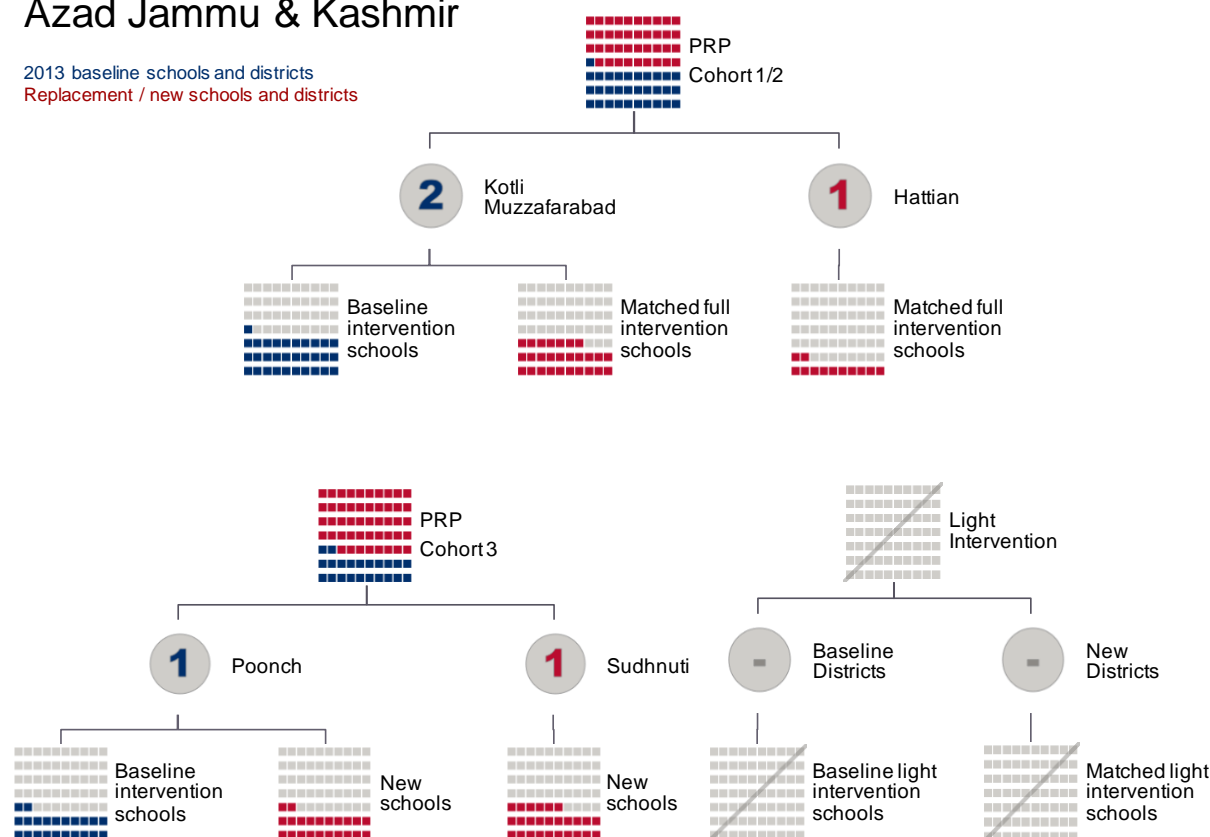 Azad Jammu & Kashmir
2013 baseline schools and districts
Replacement / new schools and districts
PRP
Cohort 1/2
2
Kotli
Muzzafarabad
1
Hattian
Baseline
intervention
schools
Matched full
intervention
schools
Matched full
intervention
schools
PRP
Cohort 3
Light
Intervention
1
Poonch
1
Sudhnuti
-
Baseline
Districts
-
New
Districts
Baseline
intervention
schools
New
schools
New
schools
Baseline light
intervention
schools
Matched light
intervention
schools